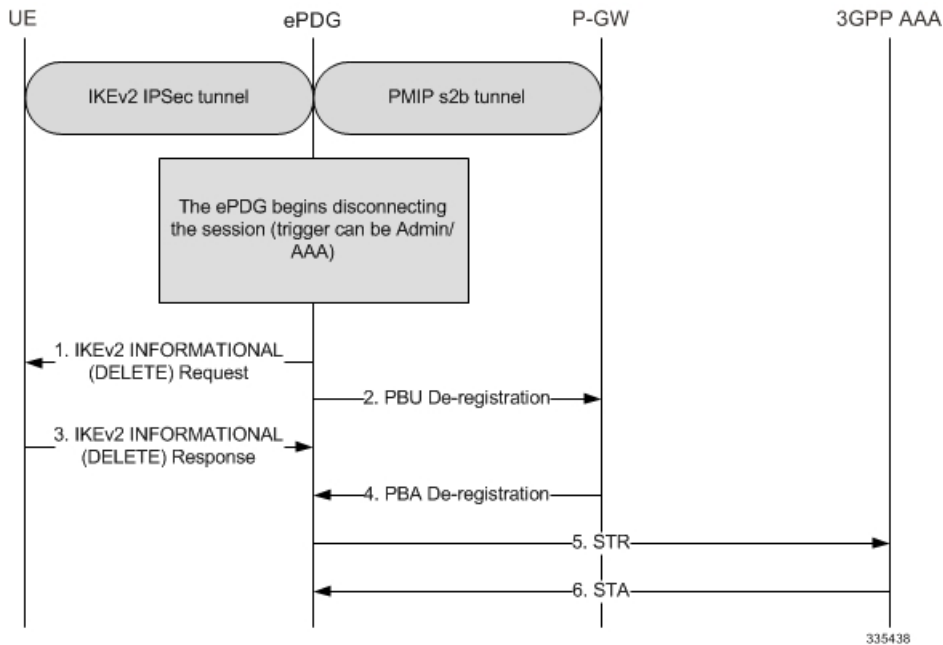 UE
ePDG
P-GW
3GPP AAA
IKEv2 IPSec tunnel
PMIP s2b tunnel
The ePDG begins disconnecting
the session (trigger can be Admin/
AAA)
1. IKEv2 INFORMATIONAL
(DELETE) Request
2. PBU De-registration
3. IKEv2 INFORMATIONAL
(DELETE) Response
4. PBA De-registration
5. STR
6. STA
335438